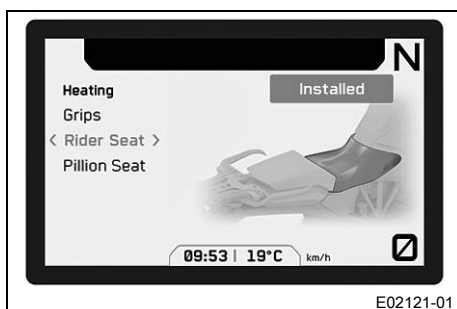 N
Heating
Installed
Grips
< Rider Seat >
Pillion Seat
09:53 | 19°C km/h
0
E02121-01